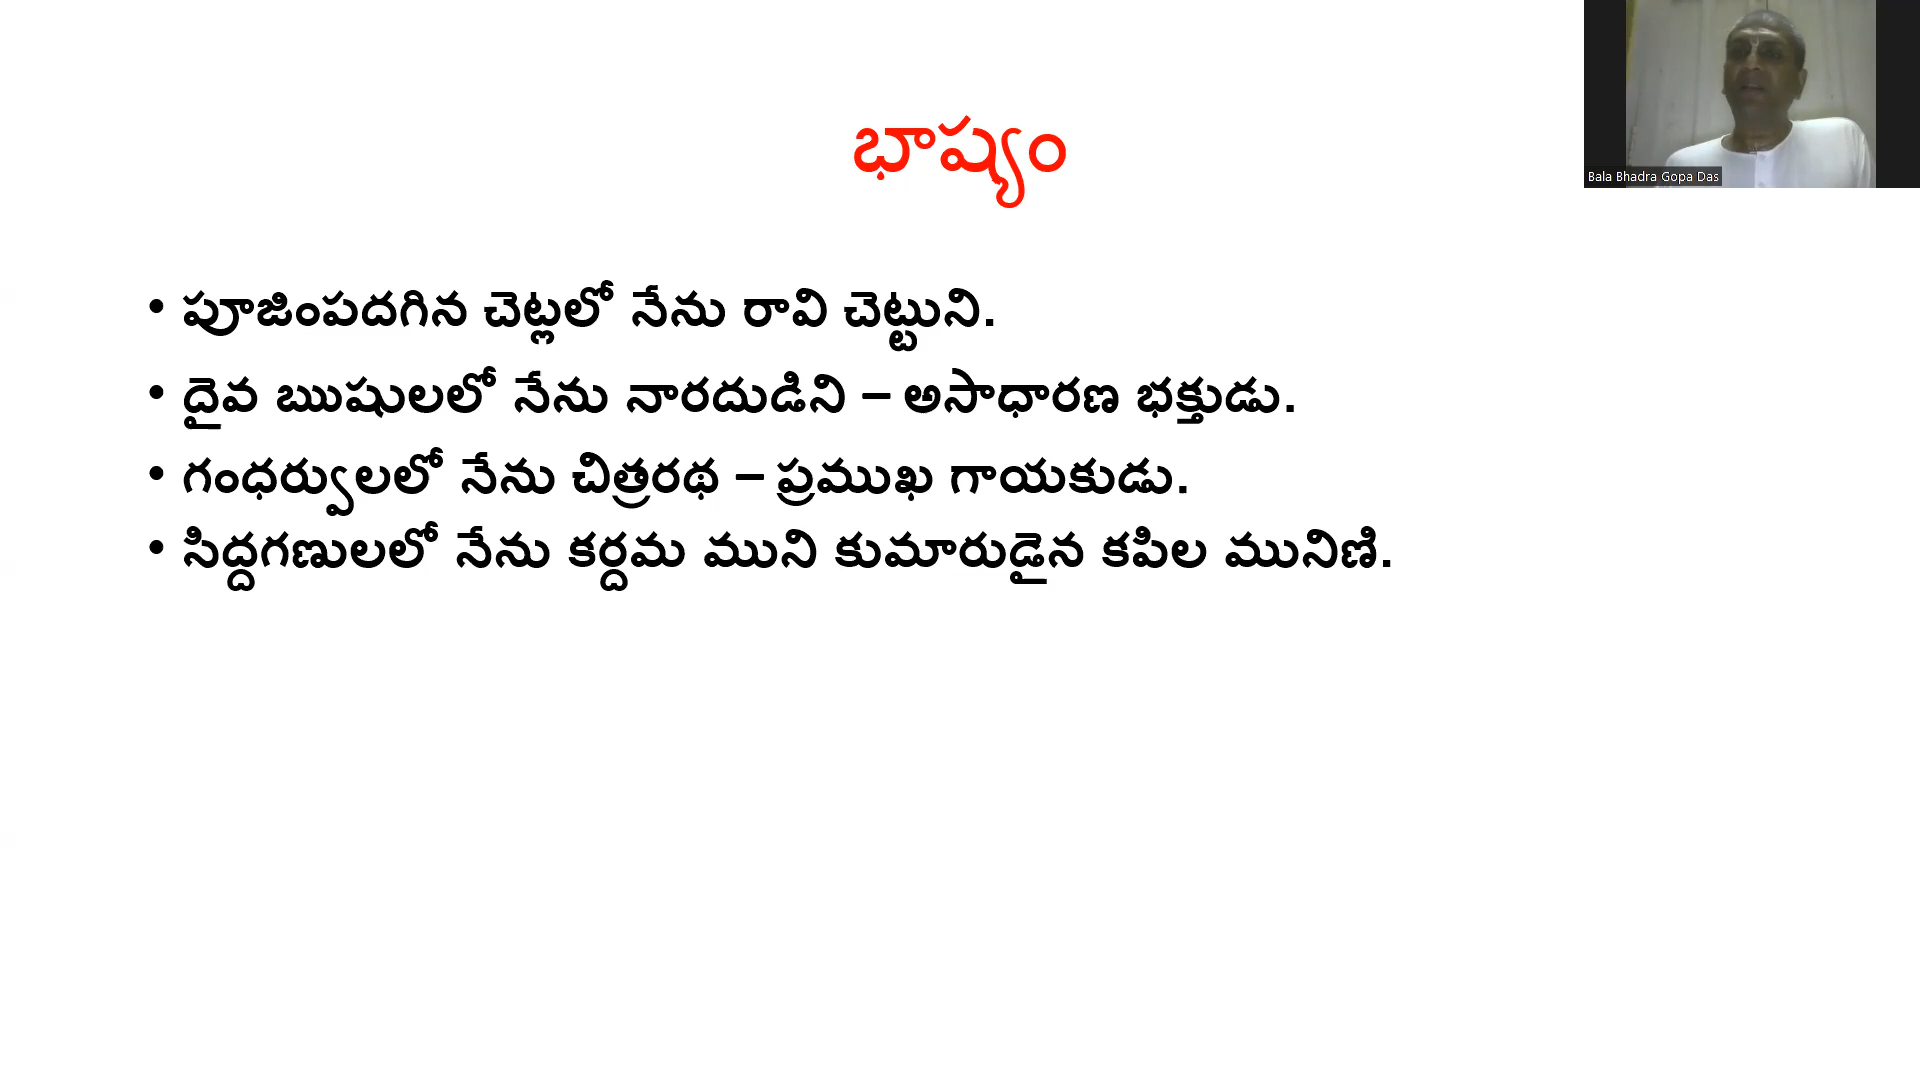 Bala Bhadra Gopa Das
భాష్యం
• పూజింపదగిన చెట్లలో నేను రావి చెట్టుని.
• దైవ ఋషులలో నేను నారదుడిని – అసాధారణ భక్తుడు.
• గంధర్వులలో నేను చిత్రరథ – ప్రముఖ గాయకుడు.
• సిద్దగణులలో నేను కర్దమ ముని కుమారుడైన కపిల మునిణి.